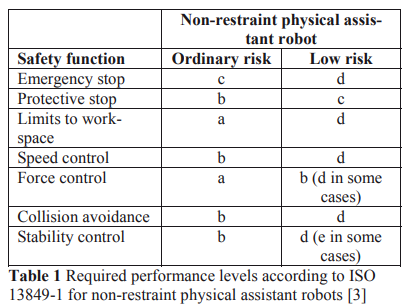 Non-restraint physical assis-
tant robot
Safety function Ordinary risk Low risk
Emergency stop c d
Protective stop b c
Limits to work- a d
space
Speed control b d
Force control a b (d in some
cases)
Collision avoidance b d
Stability control b d (e in some
cases)
Table 1 Required performance levels according to ISO
13849-1 for non-restraint physical assistant robots [3]